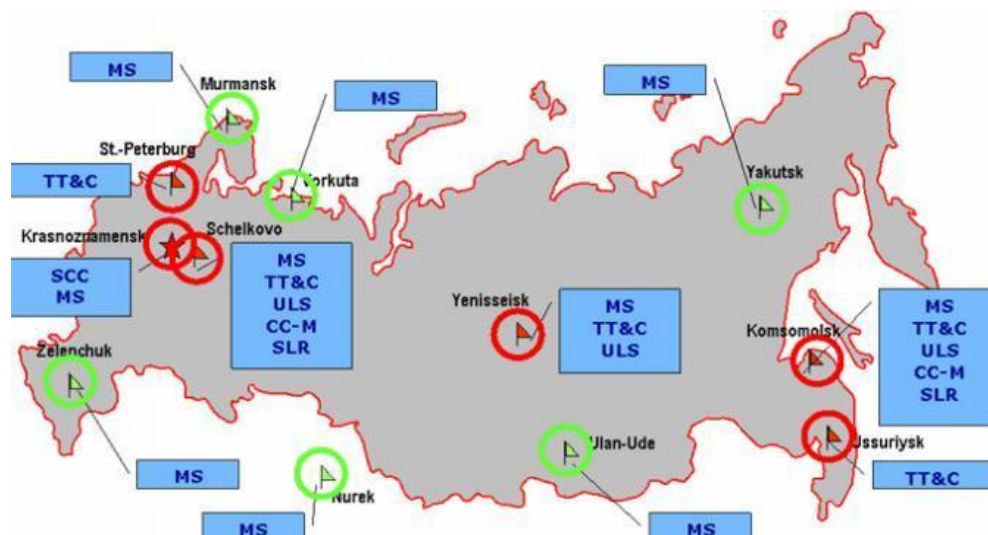 MS
Murmansk
MS
MS
St.-Peterburg
TT&C
Vorkuta
Yakutsk
Krasnoznamensk
Schelkovo
SCC
MS
MS
TT&C
ULS
CC-M
SLR
Yenisseisk
MS
TT&C
ULS
Komsomolsk
MS
TT&C
ULS
CC-M
SLR
Zelenchuk
MS
Nurek
MS
Ulan-Ude
MS
Ussuriysk
TT&C